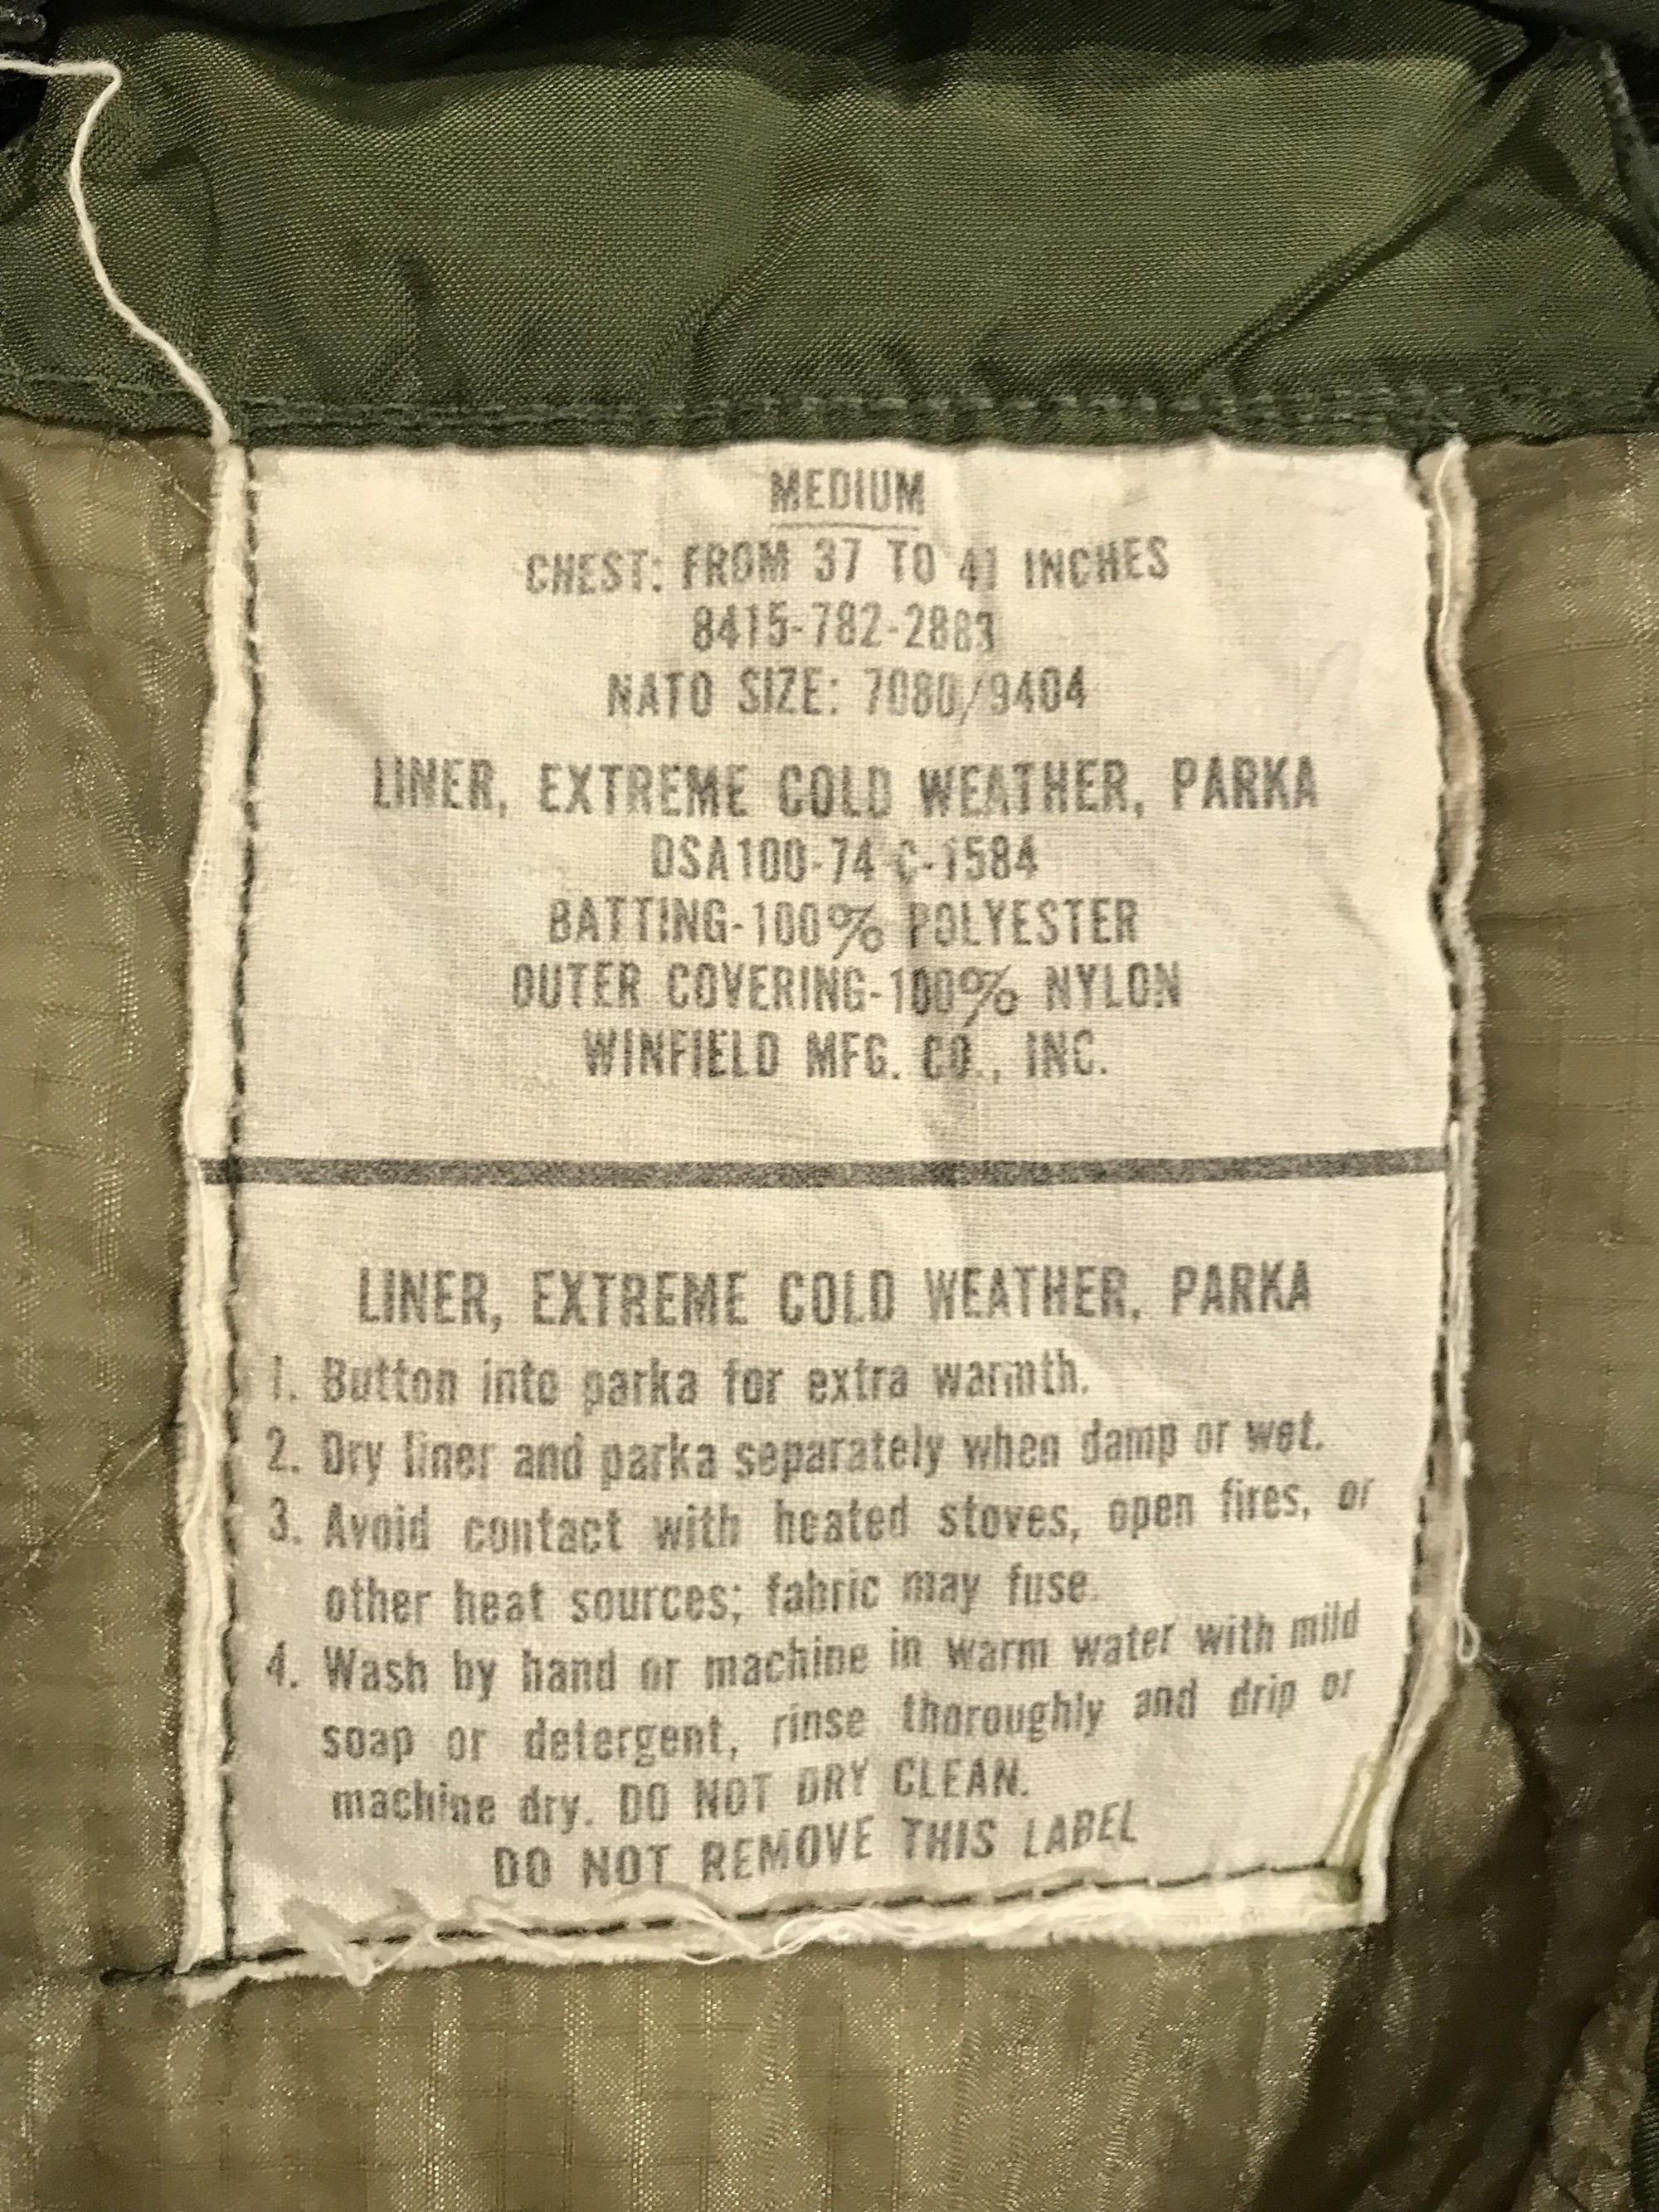 MEDIUM
CHEST: FROM 37 TO 41 INCHES
8415-782-2883
NATO SIZE: 7080/9404
LINER, EXTREME COLD WEATHER, PARKA
DSA100-74-C-1584
BATTING-100% POLYESTER
OUTER COVERING-100% NYLON
WINFIELD MFG. CO., INC.
LINER, EXTREME COLD WEATHER, PARKA
1. Button into parka for extra warmth.
2. Dry liner and parka separately when damp or wet.
3. Avoid contact with heated stoves, open fires, or
other heat sources; fabric may fuse.
4. Wash by hand or machine in warm water with mild
soap or detergent, rinse thoroughly and drip or
machine dry. DO NOT DRY CLEAN.
DO NOT REMOVE THIS LABEL